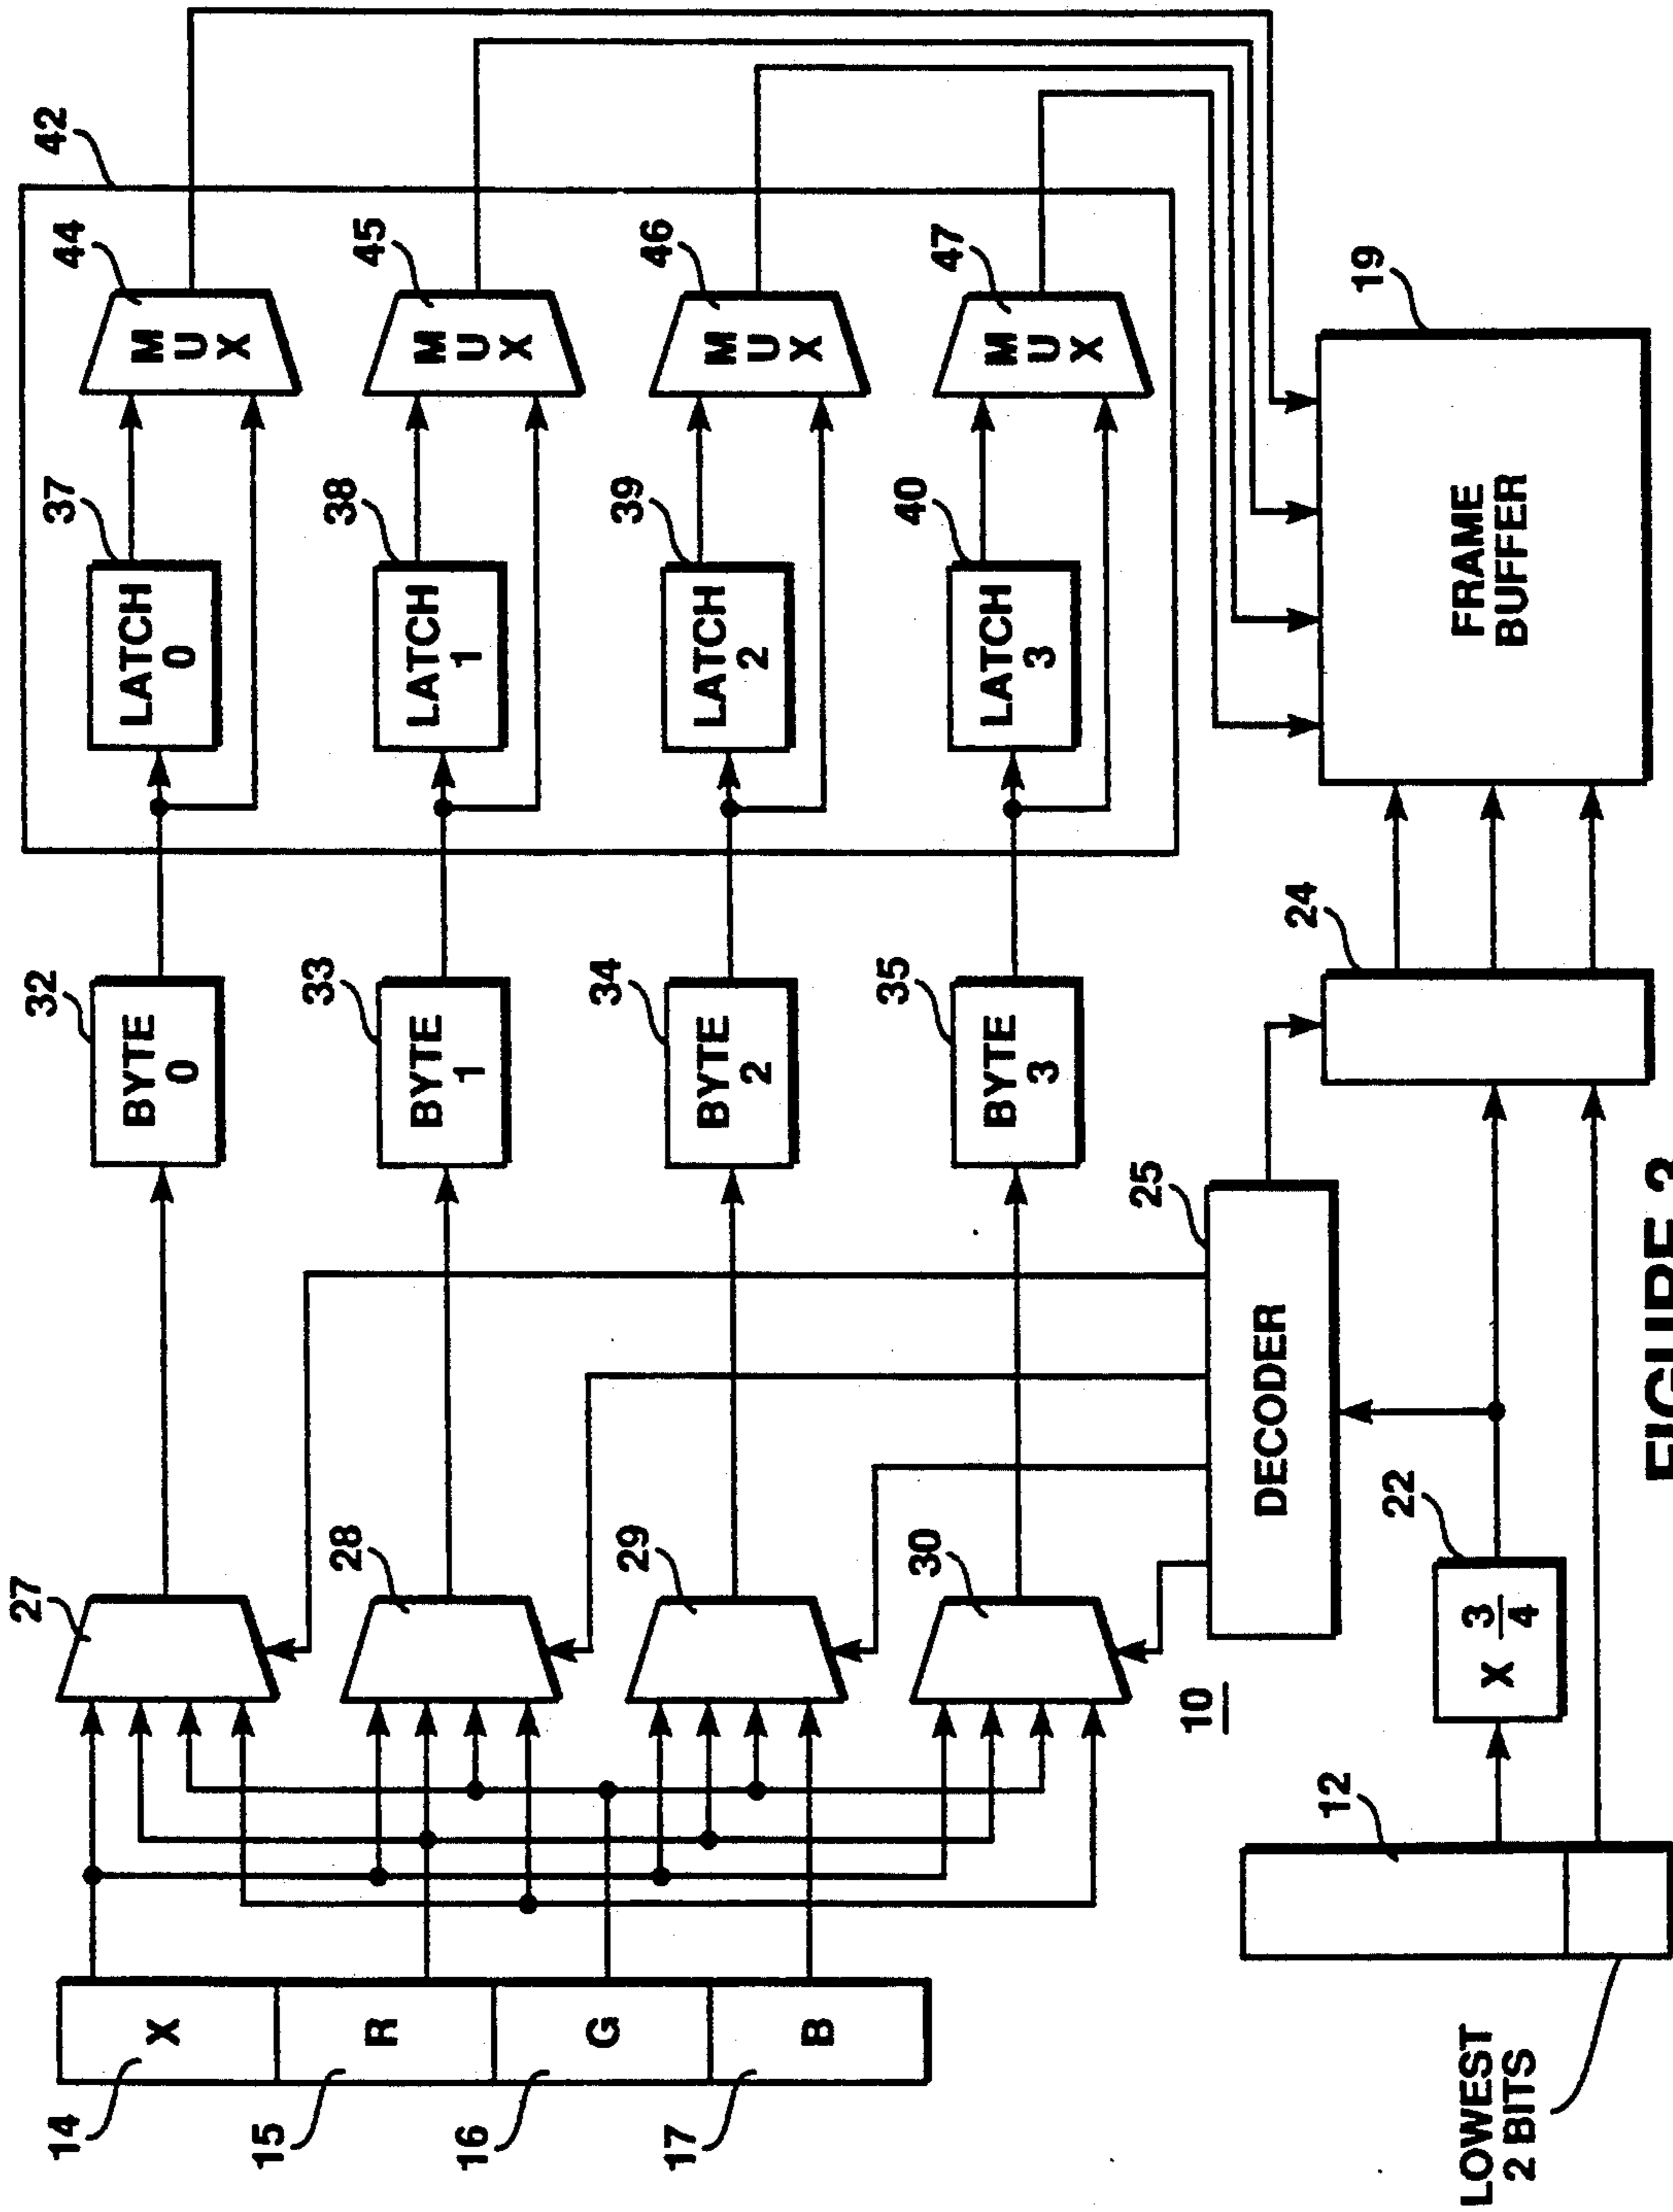 42
14
X
27
32
BYTE
0
37
LATCH
0
44
M
U
X
15
R
28
33
BYTE
1
38
LATCH
1
45
M
U
X
16
G
29
34
BYTE
2
39
LATCH
2
46
M
U
X
17
B
30
35
BYTE
3
40
LATCH
3
47
M
U
X
10
25
DECODER
12
22
X 3/4
24
19
FRAME
BUFFER
LOWEST
2 BITS
FIGURE